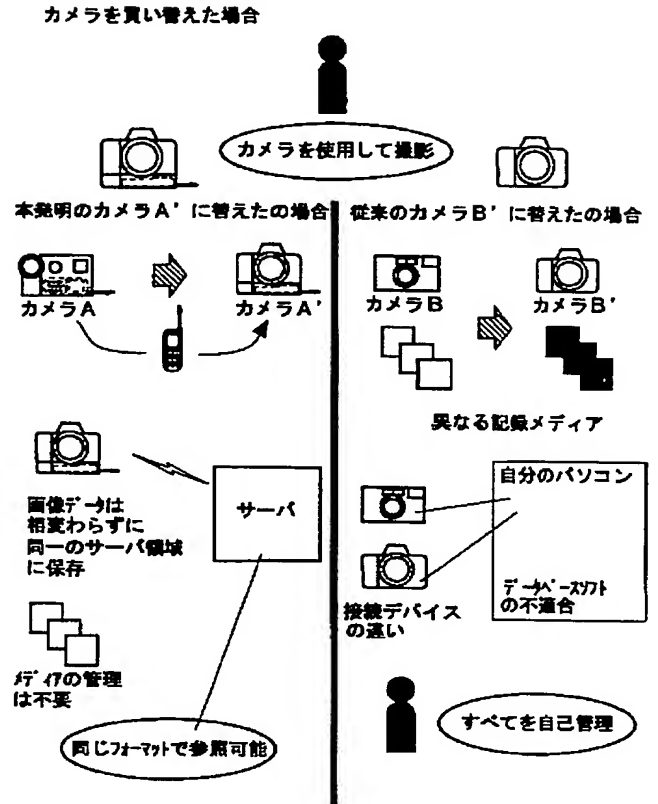 カメラを買い替えた場合
カメラを使用して撮影
本発明のカメラA'に替えたの場合
カメラA
カメラA'
画像データは
相変わらずに
同一のサーバ領域
に保存
サーバ
メディアの管理
は不要
同じフォーマットで参照可能
従来のカメラB'に替えたの場合
カメラB
カメラB'
異なる記録メディア
自分のパソコン
データベースソフト
の不適合
接続デバイス
の違い
すべてを自己管理